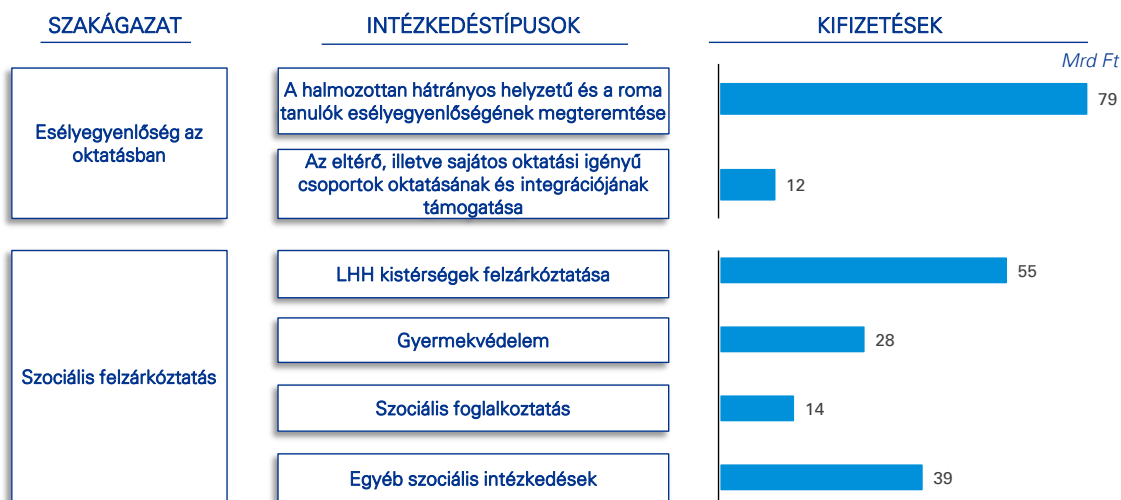 SZAKÁGAZAT
INTÉZKEDÉSTÍPUSOK
KIFIZETÉSEK
Mrd Ft
Esélyegyenlőség az
oktatásban
A halmozottan hátrányos helyzetű és a roma
tanulók esélyegyenlőségének megteremtése
79
Az eltérő, illetve sajátos oktatási igényű
csoportok oktatásának és integrációjának
támogatása
12
Szociális felzárkóztatás
LHH kistérségek felzárkóztatása
55
Gyermekvédelem
28
Szociális foglalkoztatás
14
Egyéb szociális intézkedések
39